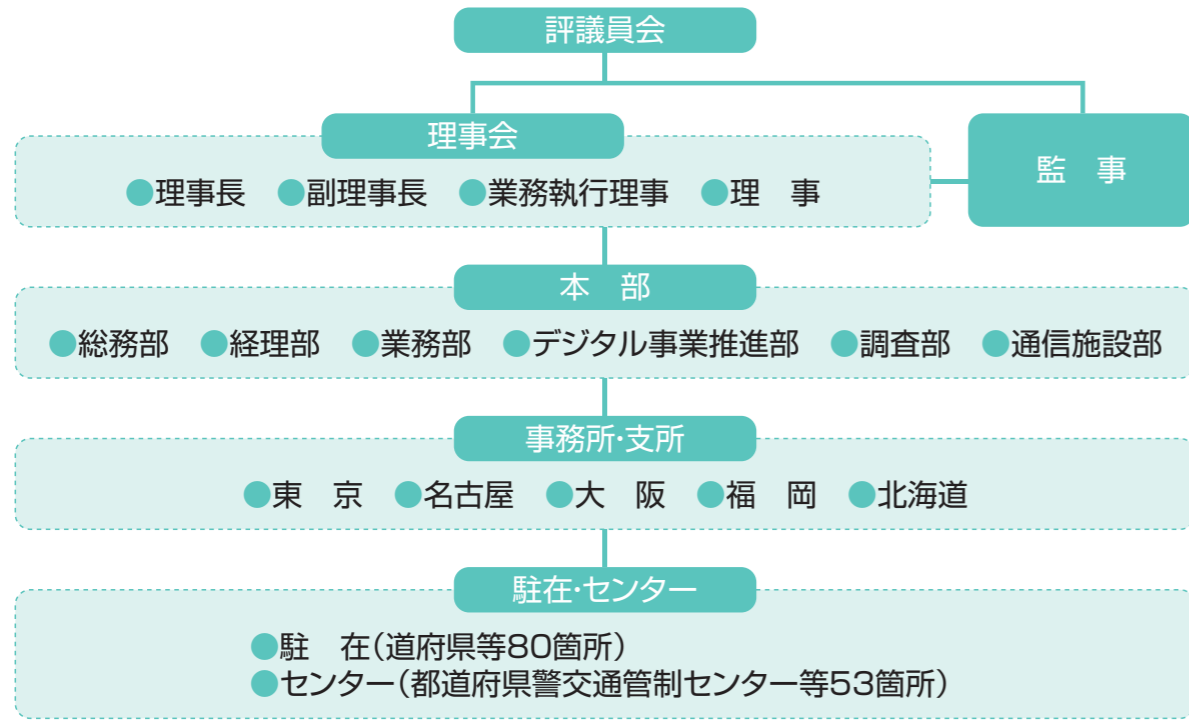 評議員会
理事会
監　事
●理事長　●副理事長　●業務執行理事　●理　事
本　部
●総務部　●経理部　●業務部　●デジタル事業推進部　●調査部　●通信施設部
事務所・支所
●東　京　●名古屋　●大　阪　●福　岡　●北海道
駐在・センター
●駐　在（道府県等80箇所）
●センター（都道府県警交通管制センター等53箇所）